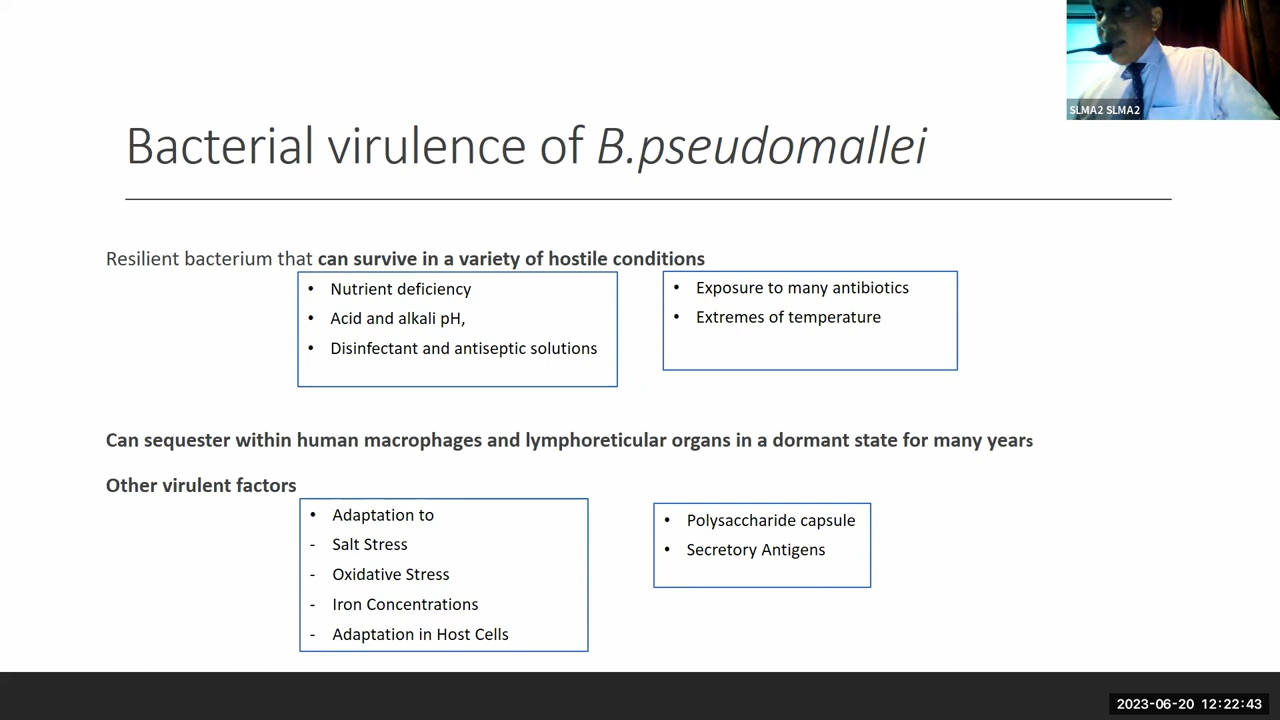 SLMA2 SLMA2
Bacterial virulence of B.pseudomallei
Resilient bacterium that can survive in a variety of hostile conditions
• Nutrient deficiency
• Acid and alkali pH,
• Disinfectant and antiseptic solutions
• Exposure to many antibiotics
• Extremes of temperature
Can sequester within human macrophages and lymphoreticular organs in a dormant state for many years
Other virulent factors
• Adaptation to
- Salt Stress
- Oxidative Stress
- Iron Concentrations
- Adaptation in Host Cells
• Polysaccharide capsule
• Secretory Antigens
2023-06-20 12:22:43